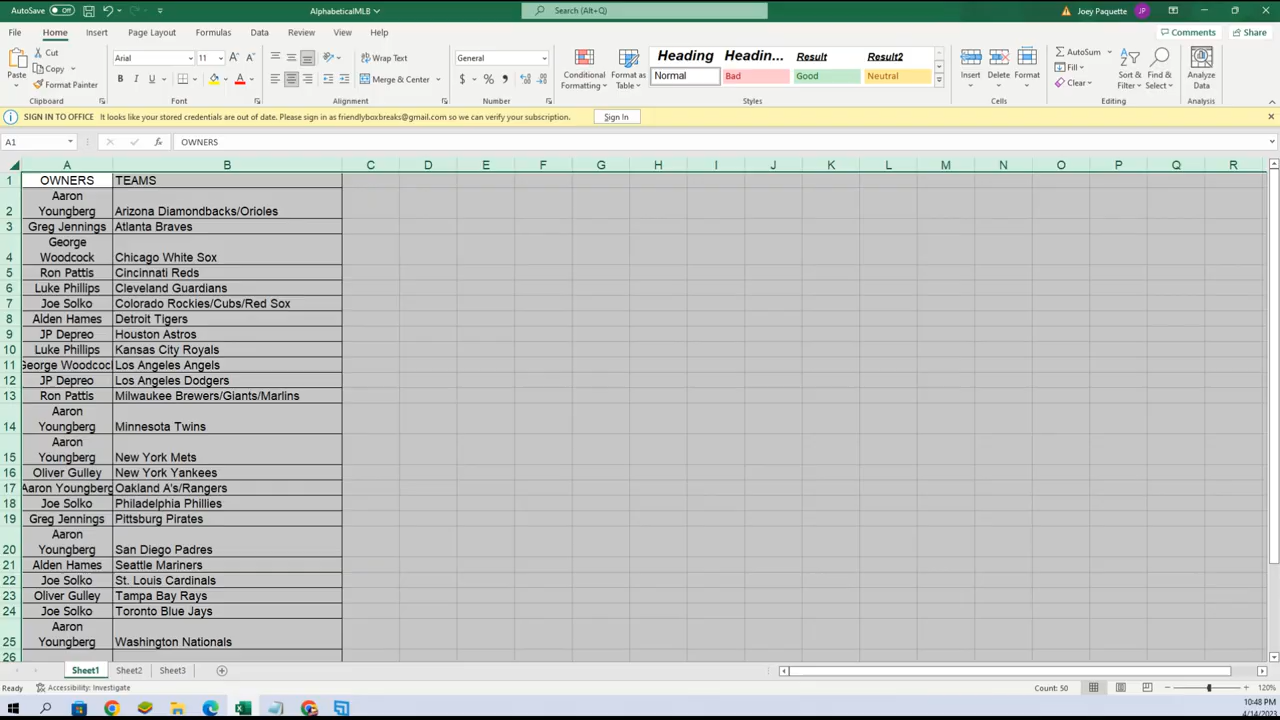 AutoSave Off AlphabeticalMLB Search (Alt+Q) Joey Paquette JP
File Home Insert Page Layout Formulas Data Review View Help Comments Share
Paste Cut Copy Format Painter Clipboard
Arial 11 B I U A Font
Wrap Text Merge & Center Alignment
General $ % , Number
Conditional Formatting Format as Table
Heading Headin... Result Result2
Normal Bad Good Neutral Styles
Insert Delete Format Cells
AutoSum Fill Clear Sort & Filter Find & Select Editing
Analyze Data Analysis
SIGN IN TO OFFICE It looks like your stored credentials are out of date. Please sign in as friendlyboxbreaks@gmail.com so we can verify your subscription. Sign In
A1 fx OWNERS
A B C D E F G H I J K L M N O P Q R
1 OWNERS TEAMS
2 Aaron Youngberg Arizona Diamondbacks/Orioles
3 Greg Jennings Atlanta Braves
4 George Woodcock Chicago White Sox
5 Ron Pattis Cincinnati Reds
6 Luke Phillips Cleveland Guardians
7 Joe Solko Colorado Rockies/Cubs/Red Sox
8 Alden Hames Detroit Tigers
9 JP Depreo Houston Astros
10 Luke Phillips Kansas City Royals
11 George Woodcock Los Angeles Angels
12 JP Depreo Los Angeles Dodgers
13 Ron Pattis Milwaukee Brewers/Giants/Marlins
14 Aaron Youngberg Minnesota Twins
15 Aaron Youngberg New York Mets
16 Oliver Gulley New York Yankees
17 Aaron Youngberg Oakland A's/Rangers
18 Joe Solko Philadelphia Phillies
19 Greg Jennings Pittsburg Pirates
20 Aaron Youngberg San Diego Padres
21 Alden Hames Seattle Mariners
22 Joe Solko St. Louis Cardinals
23 Oliver Gulley Tampa Bay Rays
24 Joe Solko Toronto Blue Jays
25 Aaron Youngberg Washington Nationals
26
Sheet1 Sheet2 Sheet3
Ready Accessibility: Investigate Count: 50 120%
10:48 PM
4/14/2023